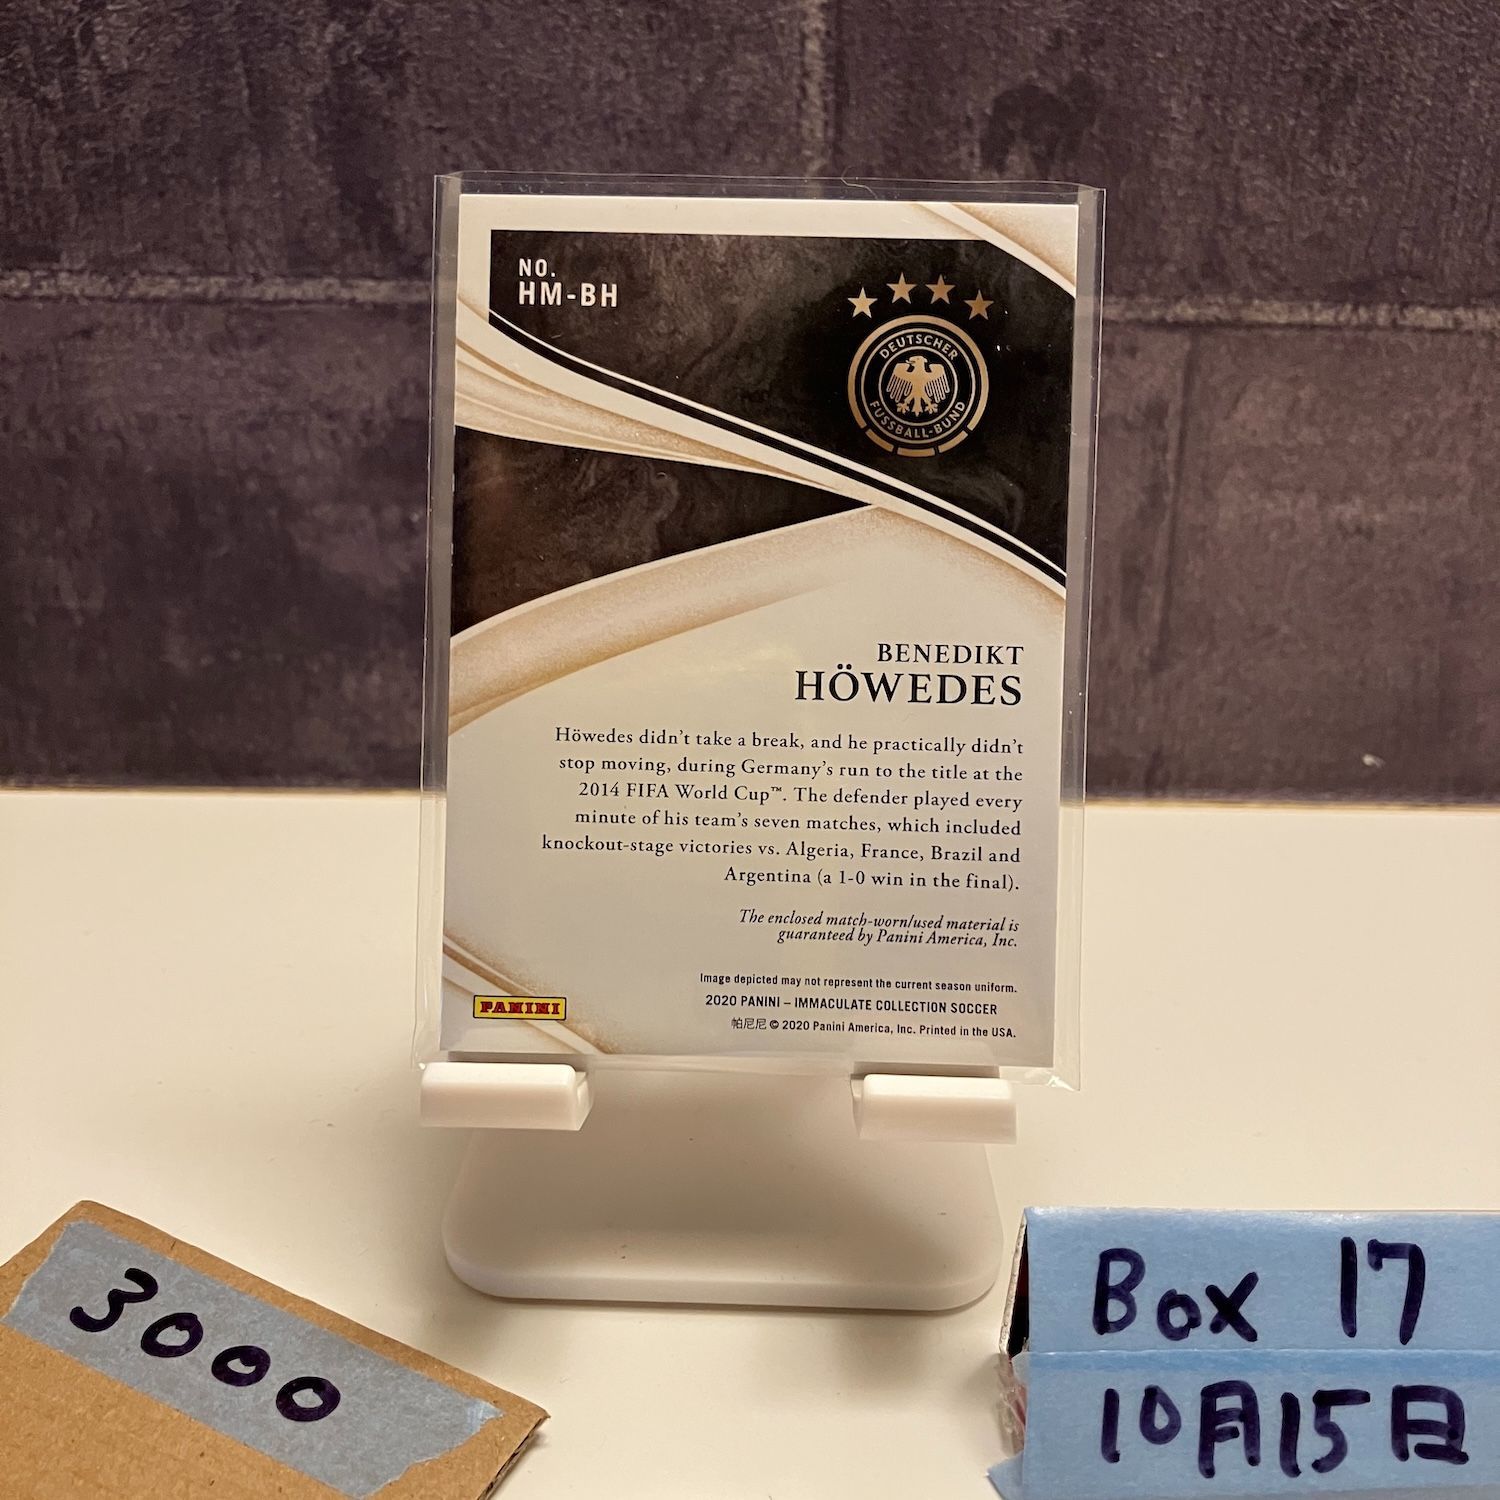 NO.
HM-BH
DEUTSCHER
FUSSBALL-BUND
BENEDIKT
HÖWEDES
Höwedes didn't take a break, and he practically didn't
stop moving, during Germany's run to the title at the
2014 FIFA World Cup™. The defender played every
minute of his team's seven matches, which included
knockout-stage victories vs. Algeria, France, Brazil and
Argentina (a 1-0 win in the final).
The enclosed match-worn/used material is
guaranteed by Panini America, Inc.
Image depicted may not represent the current season uniform.
2020 PANINI – IMMACULATE COLLECTION SOCCER
帕尼尼 © 2020 Panini America, Inc. Printed in the USA.
PANINI
3000
Box 17
10月15日